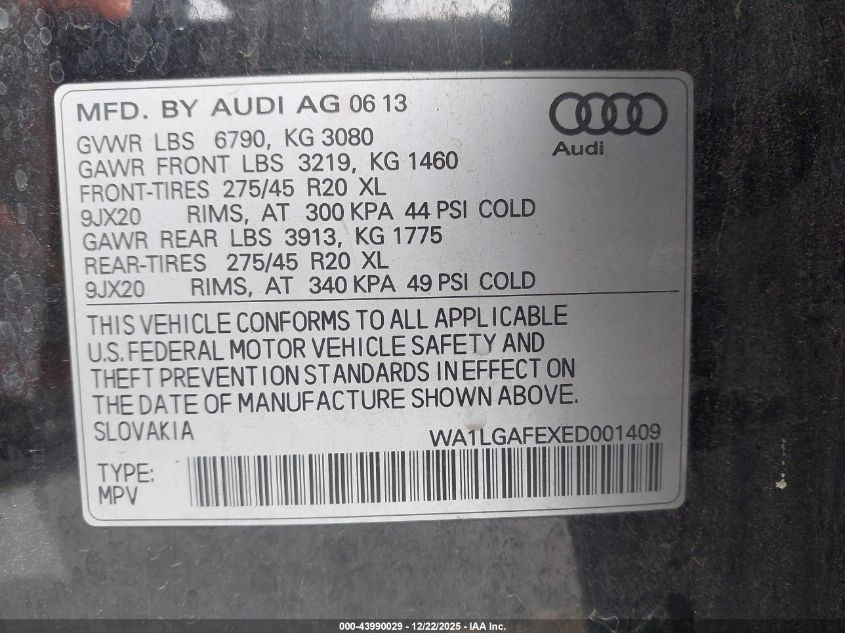 MFD. BY AUDI AG 06 13
GVWR LBS 6790, KG 3080
GAWR FRONT LBS 3219, KG 1460
FRONT-TIRES 275/45 R20 XL
9JX20 RIMS, AT 300 KPA 44 PSI COLD
GAWR REAR LBS 3913, KG 1775
REAR-TIRES 275/45 R20 XL
9JX20 RIMS, AT 340 KPA 49 PSI COLD
Audi
THIS VEHICLE CONFORMS TO ALL APPLICABLE
U.S. FEDERAL MOTOR VEHICLE SAFETY AND
THEFT PREVENTION STANDARDS IN EFFECT ON
THE DATE OF MANUFACTURE SHOWN ABOVE.
SLOVAKIA WA1LGAFEXED001409
TYPE:
MPV
000-43990029 - 12/22/2025 - IAA Inc.